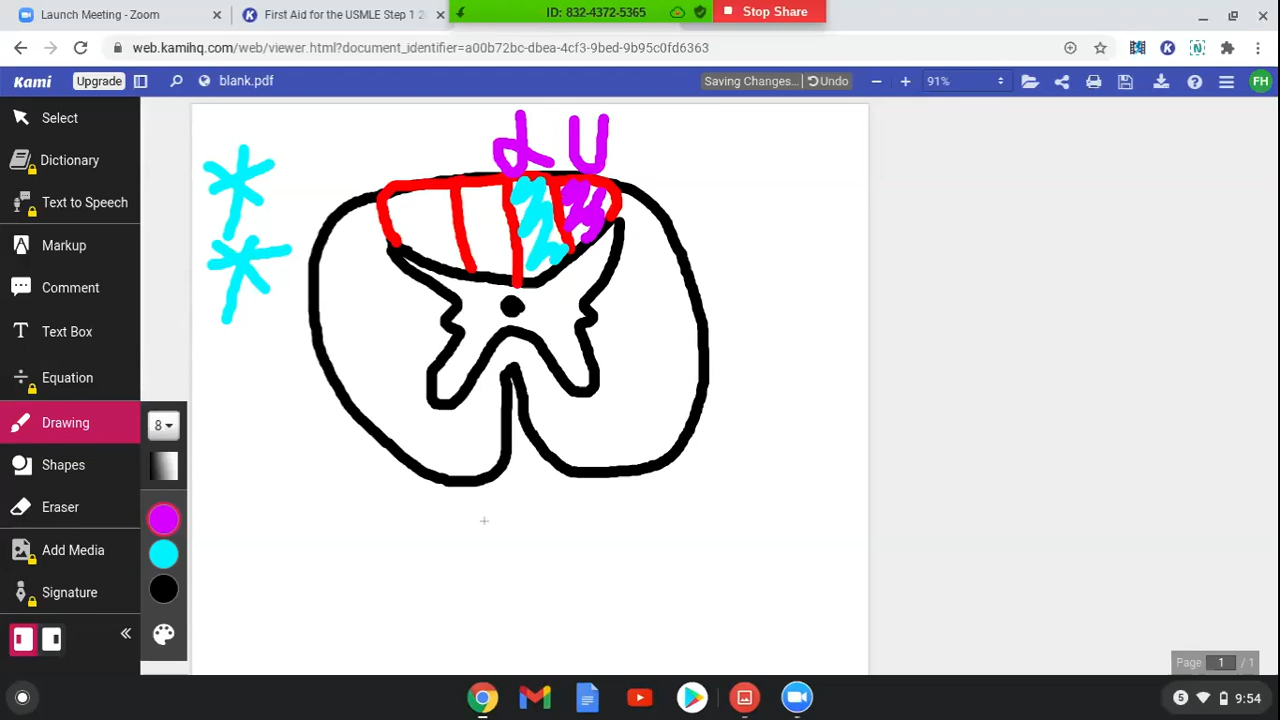 Launch Meeting - Zoom
First Aid for the USMLE Step 1 2
ID: 832-4372-5365
Stop Share
web.kamihq.com/web/viewer.html?document_identifier=a00b72bc-dbea-4cf3-9bed-9b95c0fd6363
Kami
Upgrade
blank.pdf
Saving Changes...
Undo
91%
FH
Select
Dictionary
Text to Speech
Markup
Comment
Text Box
Equation
Drawing
Shapes
Eraser
Add Media
Signature
8
L U
Page 1 / 1
5
9:54